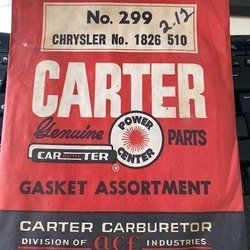 No. 299
CHRYSLER No. 1826 510
2.12
CARTER
Genuine PARTS
POWER
CENTER
CARTER
®
GASKET ASSORTMENT
CARTER CARBURETOR
DIVISION OF acf INDUSTRIES